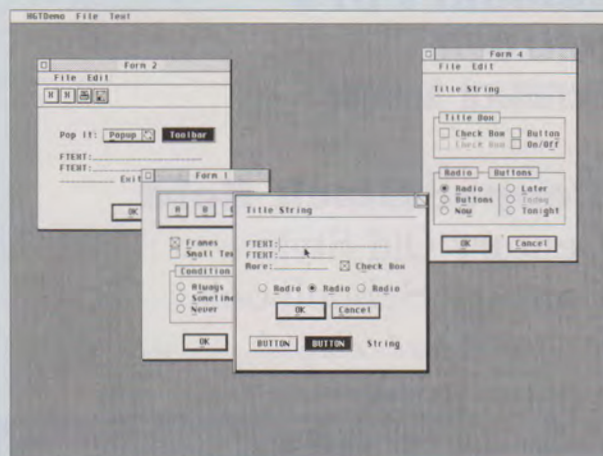 HGTDemo File Text
Form 2
File Edit
Pop It: Popup Toolbar
FTEXT:
FTEXT:
Exit
OK
Form 1
Frames
Small Te
Condition
Always
Sometime
Never
OK
Title String
FTEXT:
FTEXT:
More: Check Box
Radio Radio Radio
OK Cancel
BUTTON BUTTON String
Form 4
File Edit
Title String
Title Box
Check Box Button
Check Box On/Off
Radio Buttons
Radio Later
Buttons Today
Now Tonight
OK Cancel